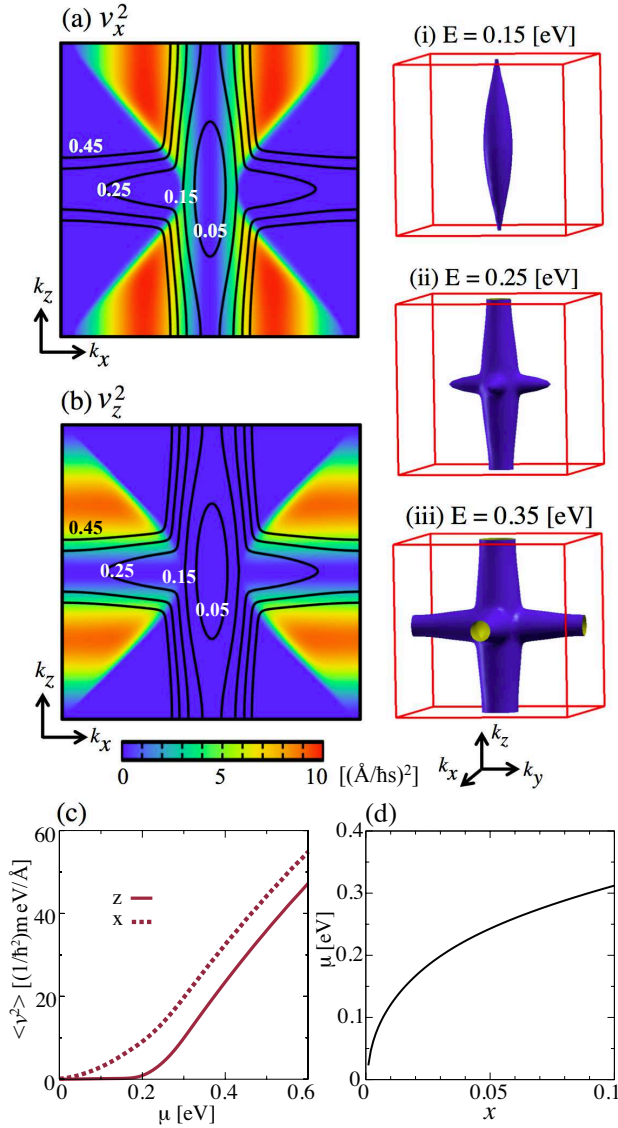 (a) v_x^2
0.45
0.25
0.15
0.05
k_z
k_x
(b) v_z^2
0.45
0.25
0.15
0.05
k_z
k_x
0 5 10 [(Å/ħs)^2]
(i) E = 0.15 [eV]
(ii) E = 0.25 [eV]
(iii) E = 0.35 [eV]
k_z
k_x k_y
(c)
<v^2> [(1/ħ^2)m eV/Å]
60
40
20
0
z
x
0 0.2 0.4 0.6
μ [eV]
(d)
μ [eV]
0.4
0.3
0.2
0.1
0
0 0.05 0.1
x